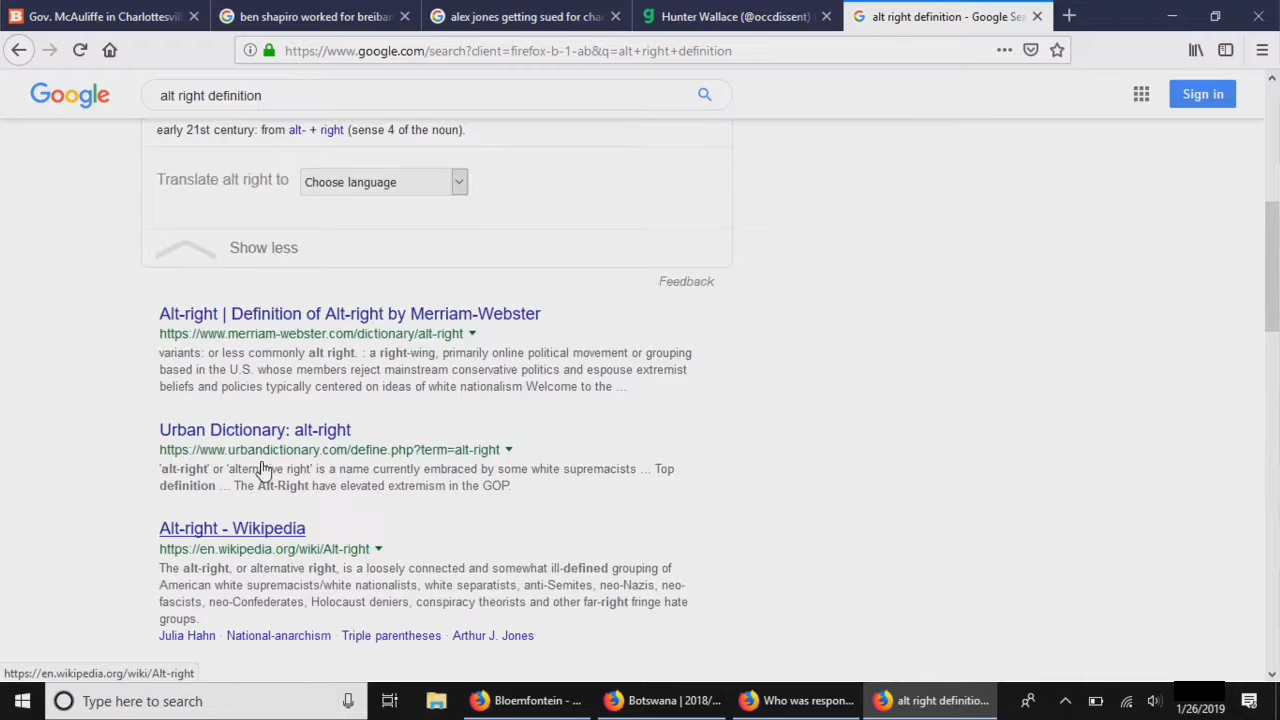 Gov. McAuliffe in Charlottesvil
ben shapiro worked for breibar
alex jones getting sued for cha
Hunter Wallace (@occdissent)
alt right definition - Google Sea
https://www.google.com/search?client=firefox-b-1-ab&q=alt+right+definition
Google
alt right definition
Sign in
early 21st century: from alt- + right (sense 4 of the noun).
Translate alt right to
Choose language
Show less
Feedback
Alt-right | Definition of Alt-right by Merriam-Webster
https://www.merriam-webster.com/dictionary/alt-right
variants: or less commonly alt right. : a right-wing, primarily online political movement or grouping
based in the U.S. whose members reject mainstream conservative politics and espouse extremist
beliefs and policies typically centered on ideas of white nationalism Welcome to the ...
Urban Dictionary: alt-right
https://www.urbandictionary.com/define.php?term=alt-right
'alt-right' or 'alternative right' is a name currently embraced by some white supremacists ... Top
definition ... The Alt-Right have elevated extremism in the GOP.
Alt-right - Wikipedia
https://en.wikipedia.org/wiki/Alt-right
The alt-right, or alternative right, is a loosely connected and somewhat ill-defined grouping of
American white supremacists/white nationalists, white separatists, anti-Semites, neo-Nazis, neo-
fascists, neo-Confederates, Holocaust deniers, conspiracy theorists and other far-right fringe hate
groups.
Julia Hahn · National-anarchism · Triple parentheses · Arthur J. Jones
https://en.wikipedia.org/wiki/Alt-right
Type here to search
Bloemfontein - ...
Botswana | 2018/...
Who was respon...
alt right definitio...
1/26/2019